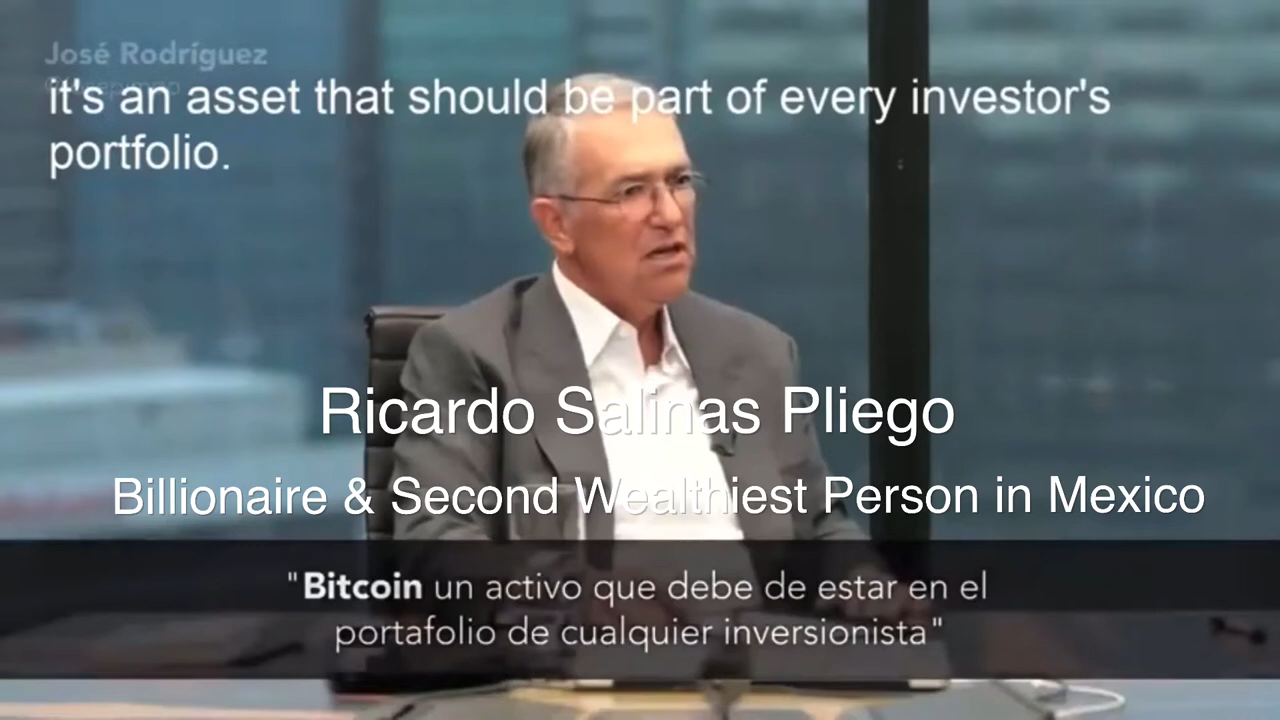 José Rodríguez
it's an asset that should be part of every investor's
portfolio.
Ricardo Salinas Pliego
Billionaire & Second Wealthiest Person in Mexico
"Bitcoin un activo que debe de estar en el
portafolio de cualquier inversionista"